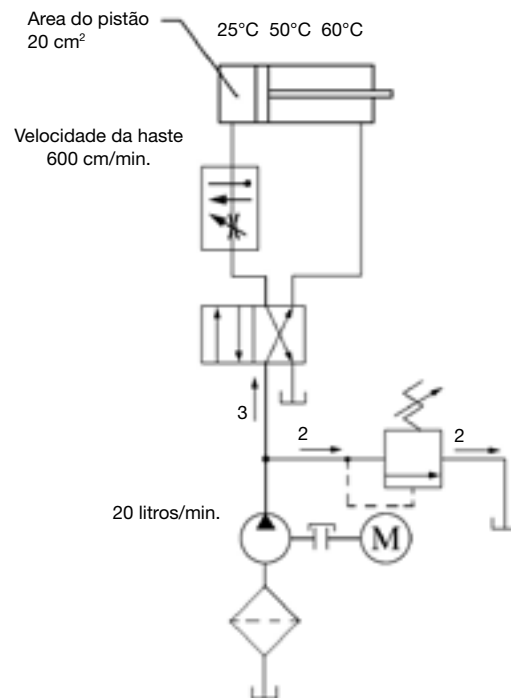 Area do pistão
20 cm²
25°C 50°C 60°C
Velocidade da haste
600 cm/min.
3
2
2
20 litros/min.
M